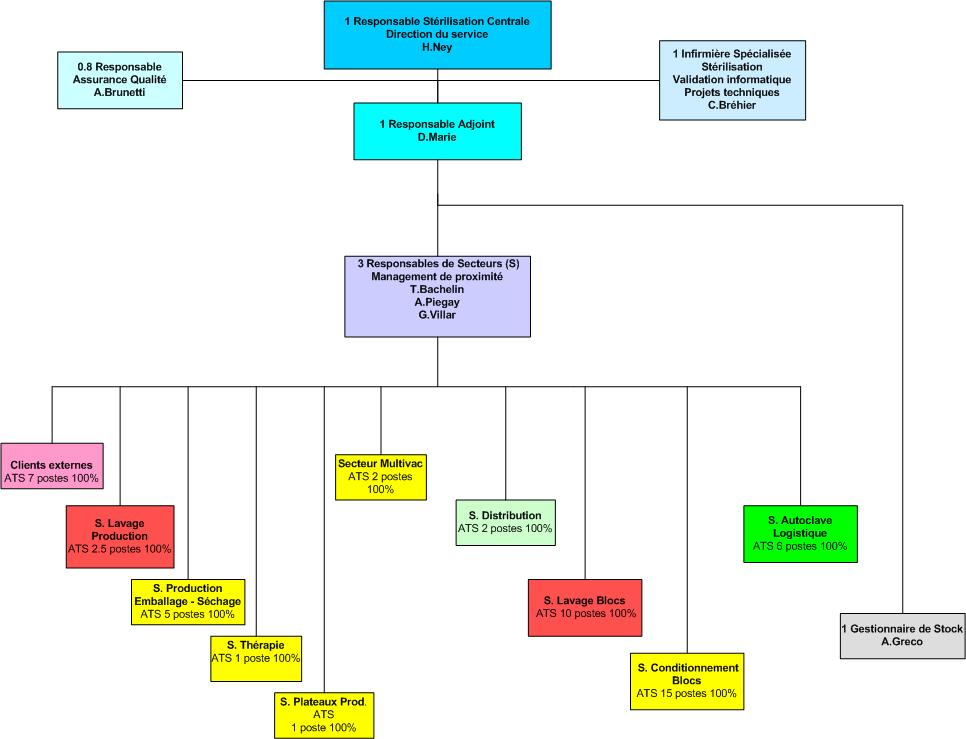 1 Responsable Stérilisation Centrale
Direction du service
H.Ney
0.8 Responsable
Assurance Qualité
A.Brunetti
1 Infirmière Spécialisée
Stérilisation
Validation informatique
Projets techniques
C.Bréhier
1 Responsable Adjoint
D.Marie
3 Responsables de Secteurs (S)
Management de proximité
T.Bachelin
A.Piegay
G.Villar
Clients externes
ATS 7 postes 100%
S. Lavage
Production
ATS 2.5 postes 100%
S. Production
Emballage - Séchage
ATS 5 postes 100%
S. Thérapie
ATS 1 poste 100%
S. Plateaux Prod.
ATS
1 poste 100%
Secteur Multivac
ATS 2 postes
100%
S. Distribution
ATS 2 postes 100%
S. Lavage Blocs
ATS 10 postes 100%
S. Conditionnement
Blocs
ATS 15 postes 100%
S. Autoclave
Logistique
ATS 6 postes 100%
1 Gestionnaire de Stock
A.Greco